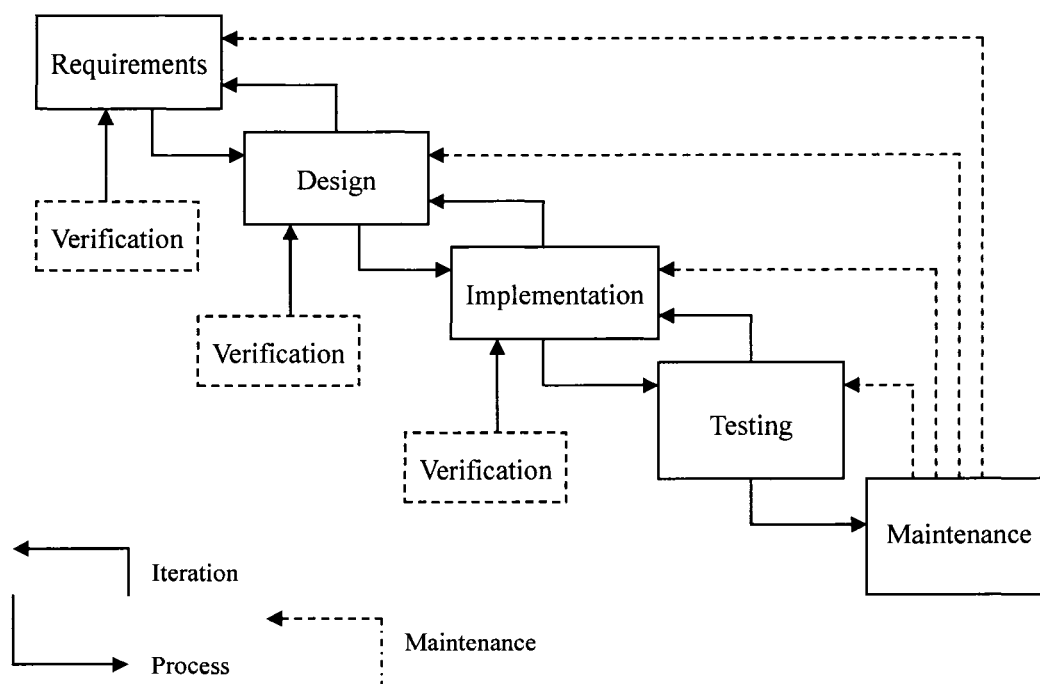 Requirements
Design
Verification
Implementation
Verification
Testing
Verification
Maintenance
Iteration
Maintenance
Process